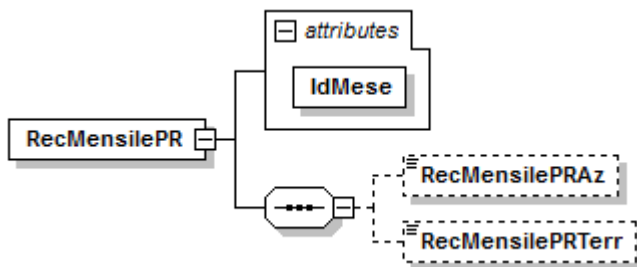 attributes
IdMese
RecMensilePR
RecMensilePRAz
RecMensilePRTerr